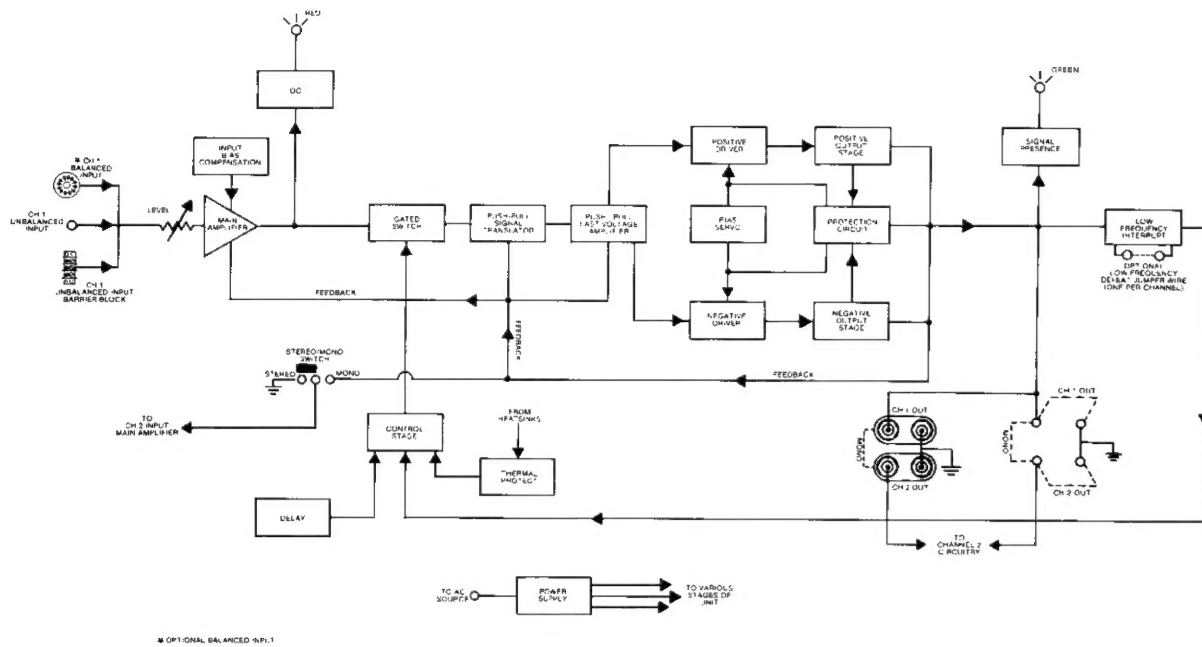 RED
GREEN
INPUT
BIAS
COMPENSATION
POSITIVE
DRIVER
POSITIVE
OUTPUT
STAGE
SIGNAL
PRESENCE
BALANCED
INPUT
CH 1
UNBALANCED
INPUT
LEVEL
MAIN
AMPLIFIER
GATED
SWITCH
PUSH-PULL
SIGNAL
TRANSLATOR
PUSH-PULL
LAST VOLTAGE
AMPLIFIER
BIAS
SERVO
PROTECTION
CIRCUIT
LOW
FREQUENCY
INTERRUPT
OPTIONAL
LOW FREQUENCY
DEFEAT JUMPER WIRE
(ONE PER CHANNEL)
CH 1
UNBALANCED INPUT
BARRIER BLOCK
FEEDBACK
NEGATIVE
DRIVER
NEGATIVE
OUTPUT
STAGE
FEEDBACK
STEREO/MONO
SWITCH
STEREO
MONO
FEEDBACK
TO
CH 2 INPUT
MAIN AMPLIFIER
CONTROL
STAGE
FROM
HEATSINKS
THERMAL
PROTECT
DELAY
CH 1 OUT
MONO
CH 2 OUT
CH 1 OUT
MONO
CH 2 OUT
TO
CHANNEL 2
CIRCUITRY
TO AC
SOURCE
POWER
SUPPLY
TO VARIOUS
STAGES OF
UNIT
OPTIONAL BALANCED INPUT